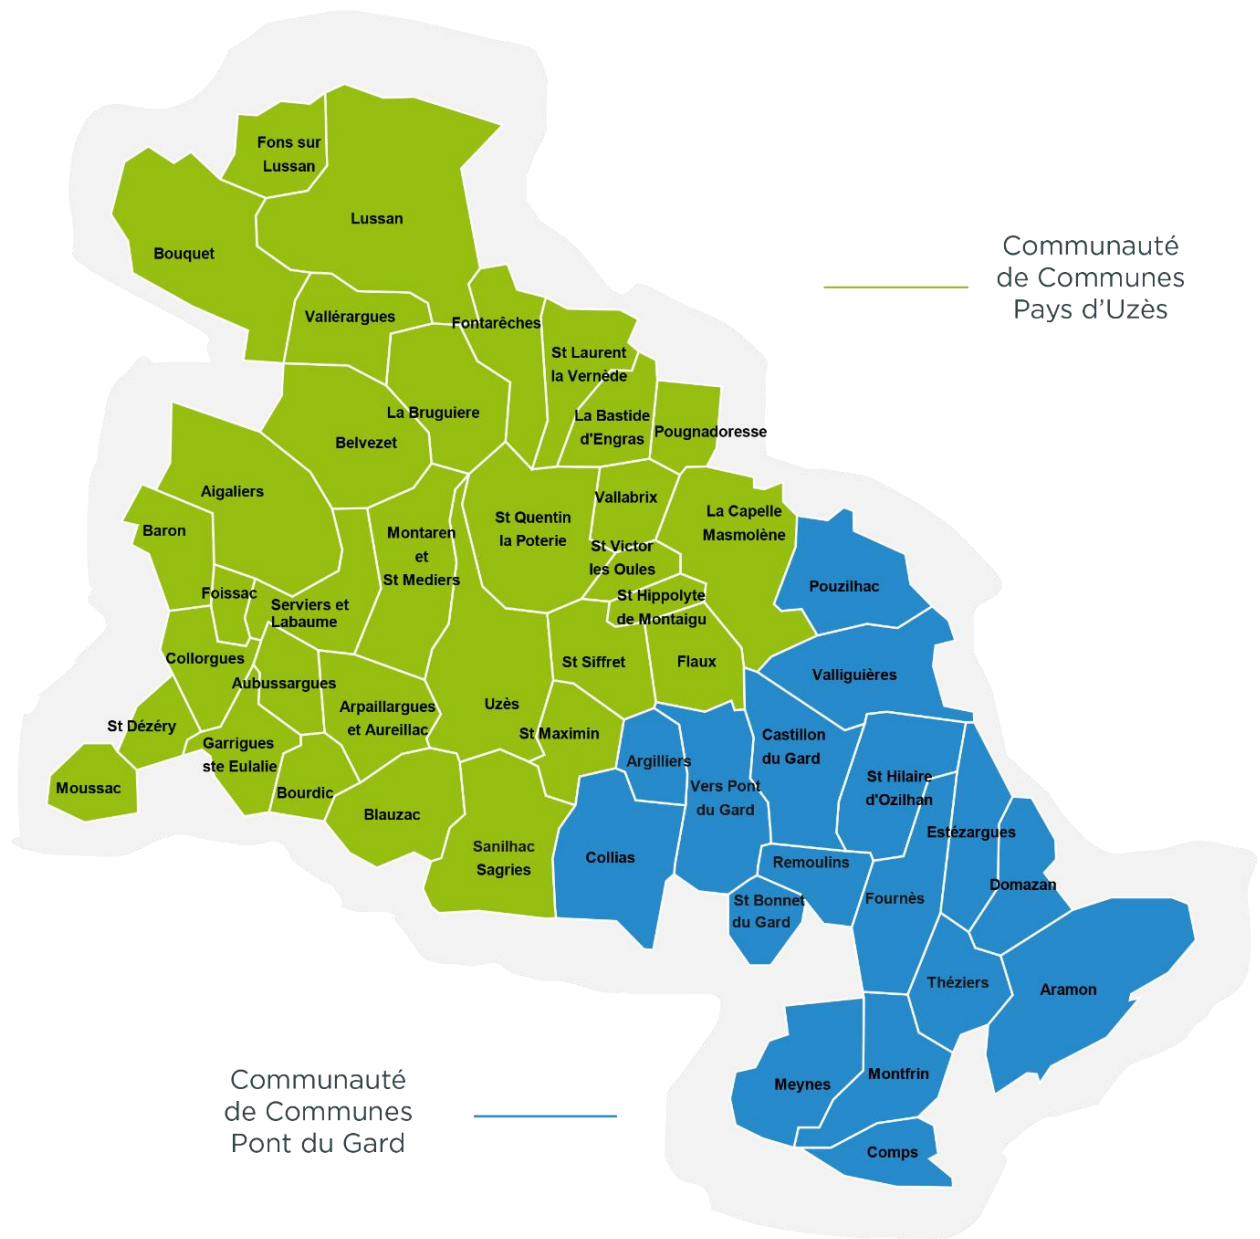 Fons sur
Lussan
Lussan
Bouquet
Communauté
de Communes
Pays d'Uzès
Vallérargues
Fontarêches
St Laurent
la Vernède
La Bruguiere
La Bastide
d'Engras
Pougnadoresse
Belvezet
Aigaliers
Vallabrix
Baron
Montaren
et
St Mediers
St Quentin
la Poterie
La Capelle
Masmolène
St Victor
les Oules
Pouzilhac
Foissac
Serviers et
Labaume
St Hippolyte
de Montaigu
Collorgues
St Siffret
Flaux
Valliguières
Aubussargues
Arpaillargues
et Aureillac
Uzès
St Dézéry
St Maximin
Castillon
du Gard
Garrigues
ste Eulalie
Argilliers
Moussac
Bourdic
Vers Pont
du Gard
St Hilaire
d'Ozilhan
Blauzac
Estézargues
Sanilhac
Sagries
Collias
Remoulins
Domazan
St Bonnet
du Gard
Fournès
Théziers
Aramon
Communauté
de Communes
Pont du Gard
Meynes
Montfrin
Comps